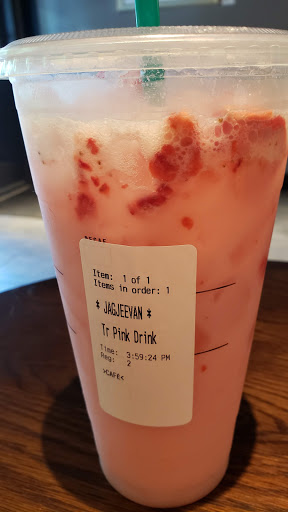 DECAF
Item: 1 of 1
Items in order: 1
* JAGJEEVAN *
Tr Pink Drink
Time: 3:59:24 PM
Reg: 2
>CAFE<